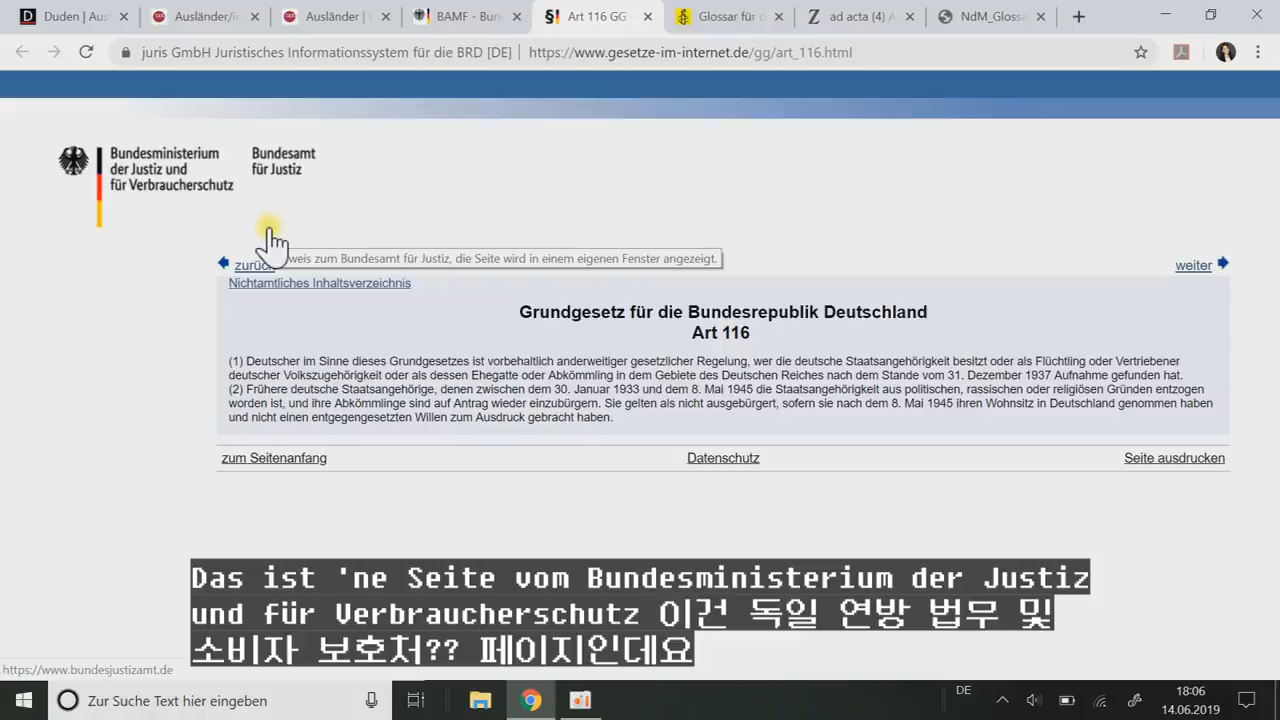 Duden | Aus
Ausländer/in
Ausländer | 
BAMF - Bun
Art 116 GG -
Glossar für d
ad acta (4) A
NdM_Glossa
juris GmbH Juristisches Informationssystem für die BRD [DE] | https://www.gesetze-im-internet.de/gg/art_116.html
Bundesministerium
der Justiz und
für Verbraucherschutz
Bundesamt
für Justiz
weis zum Bundesamt für Justiz, die Seite wird in einem eigenen Fenster angezeigt.
zurück
weiter
Nichtamtliches Inhaltsverzeichnis
Grundgesetz für die Bundesrepublik Deutschland
Art 116
(1) Deutscher im Sinne dieses Grundgesetzes ist vorbehaltlich anderweitiger gesetzlicher Regelung, wer die deutsche Staatsangehörigkeit besitzt oder als Flüchtling oder Vertriebener
deutscher Volkszugehörigkeit oder als dessen Ehegatte oder Abkömmling in dem Gebiete des Deutschen Reiches nach dem Stande vom 31. Dezember 1937 Aufnahme gefunden hat.
(2) Frühere deutsche Staatsangehörige, denen zwischen dem 30. Januar 1933 und dem 8. Mai 1945 die Staatsangehörigkeit aus politischen, rassischen oder religiösen Gründen entzogen
worden ist, und ihre Abkömmlinge sind auf Antrag wieder einzubürgern. Sie gelten als nicht ausgebürgert, sofern sie nach dem 8. Mai 1945 ihren Wohnsitz in Deutschland genommen haben
und nicht einen entgegengesetzten Willen zum Ausdruck gebracht haben.
zum Seitenanfang
Datenschutz
Seite ausdrucken
Das ist 'ne Seite vom Bundesministerium der Justiz
und für Verbraucherschutz 이건 독일 연방 법무 및
소비자 보호처?? 페이지인데요
https://www.bundesjustizamt.de
Zur Suche Text hier eingeben
DE
18:06
14.06.2019